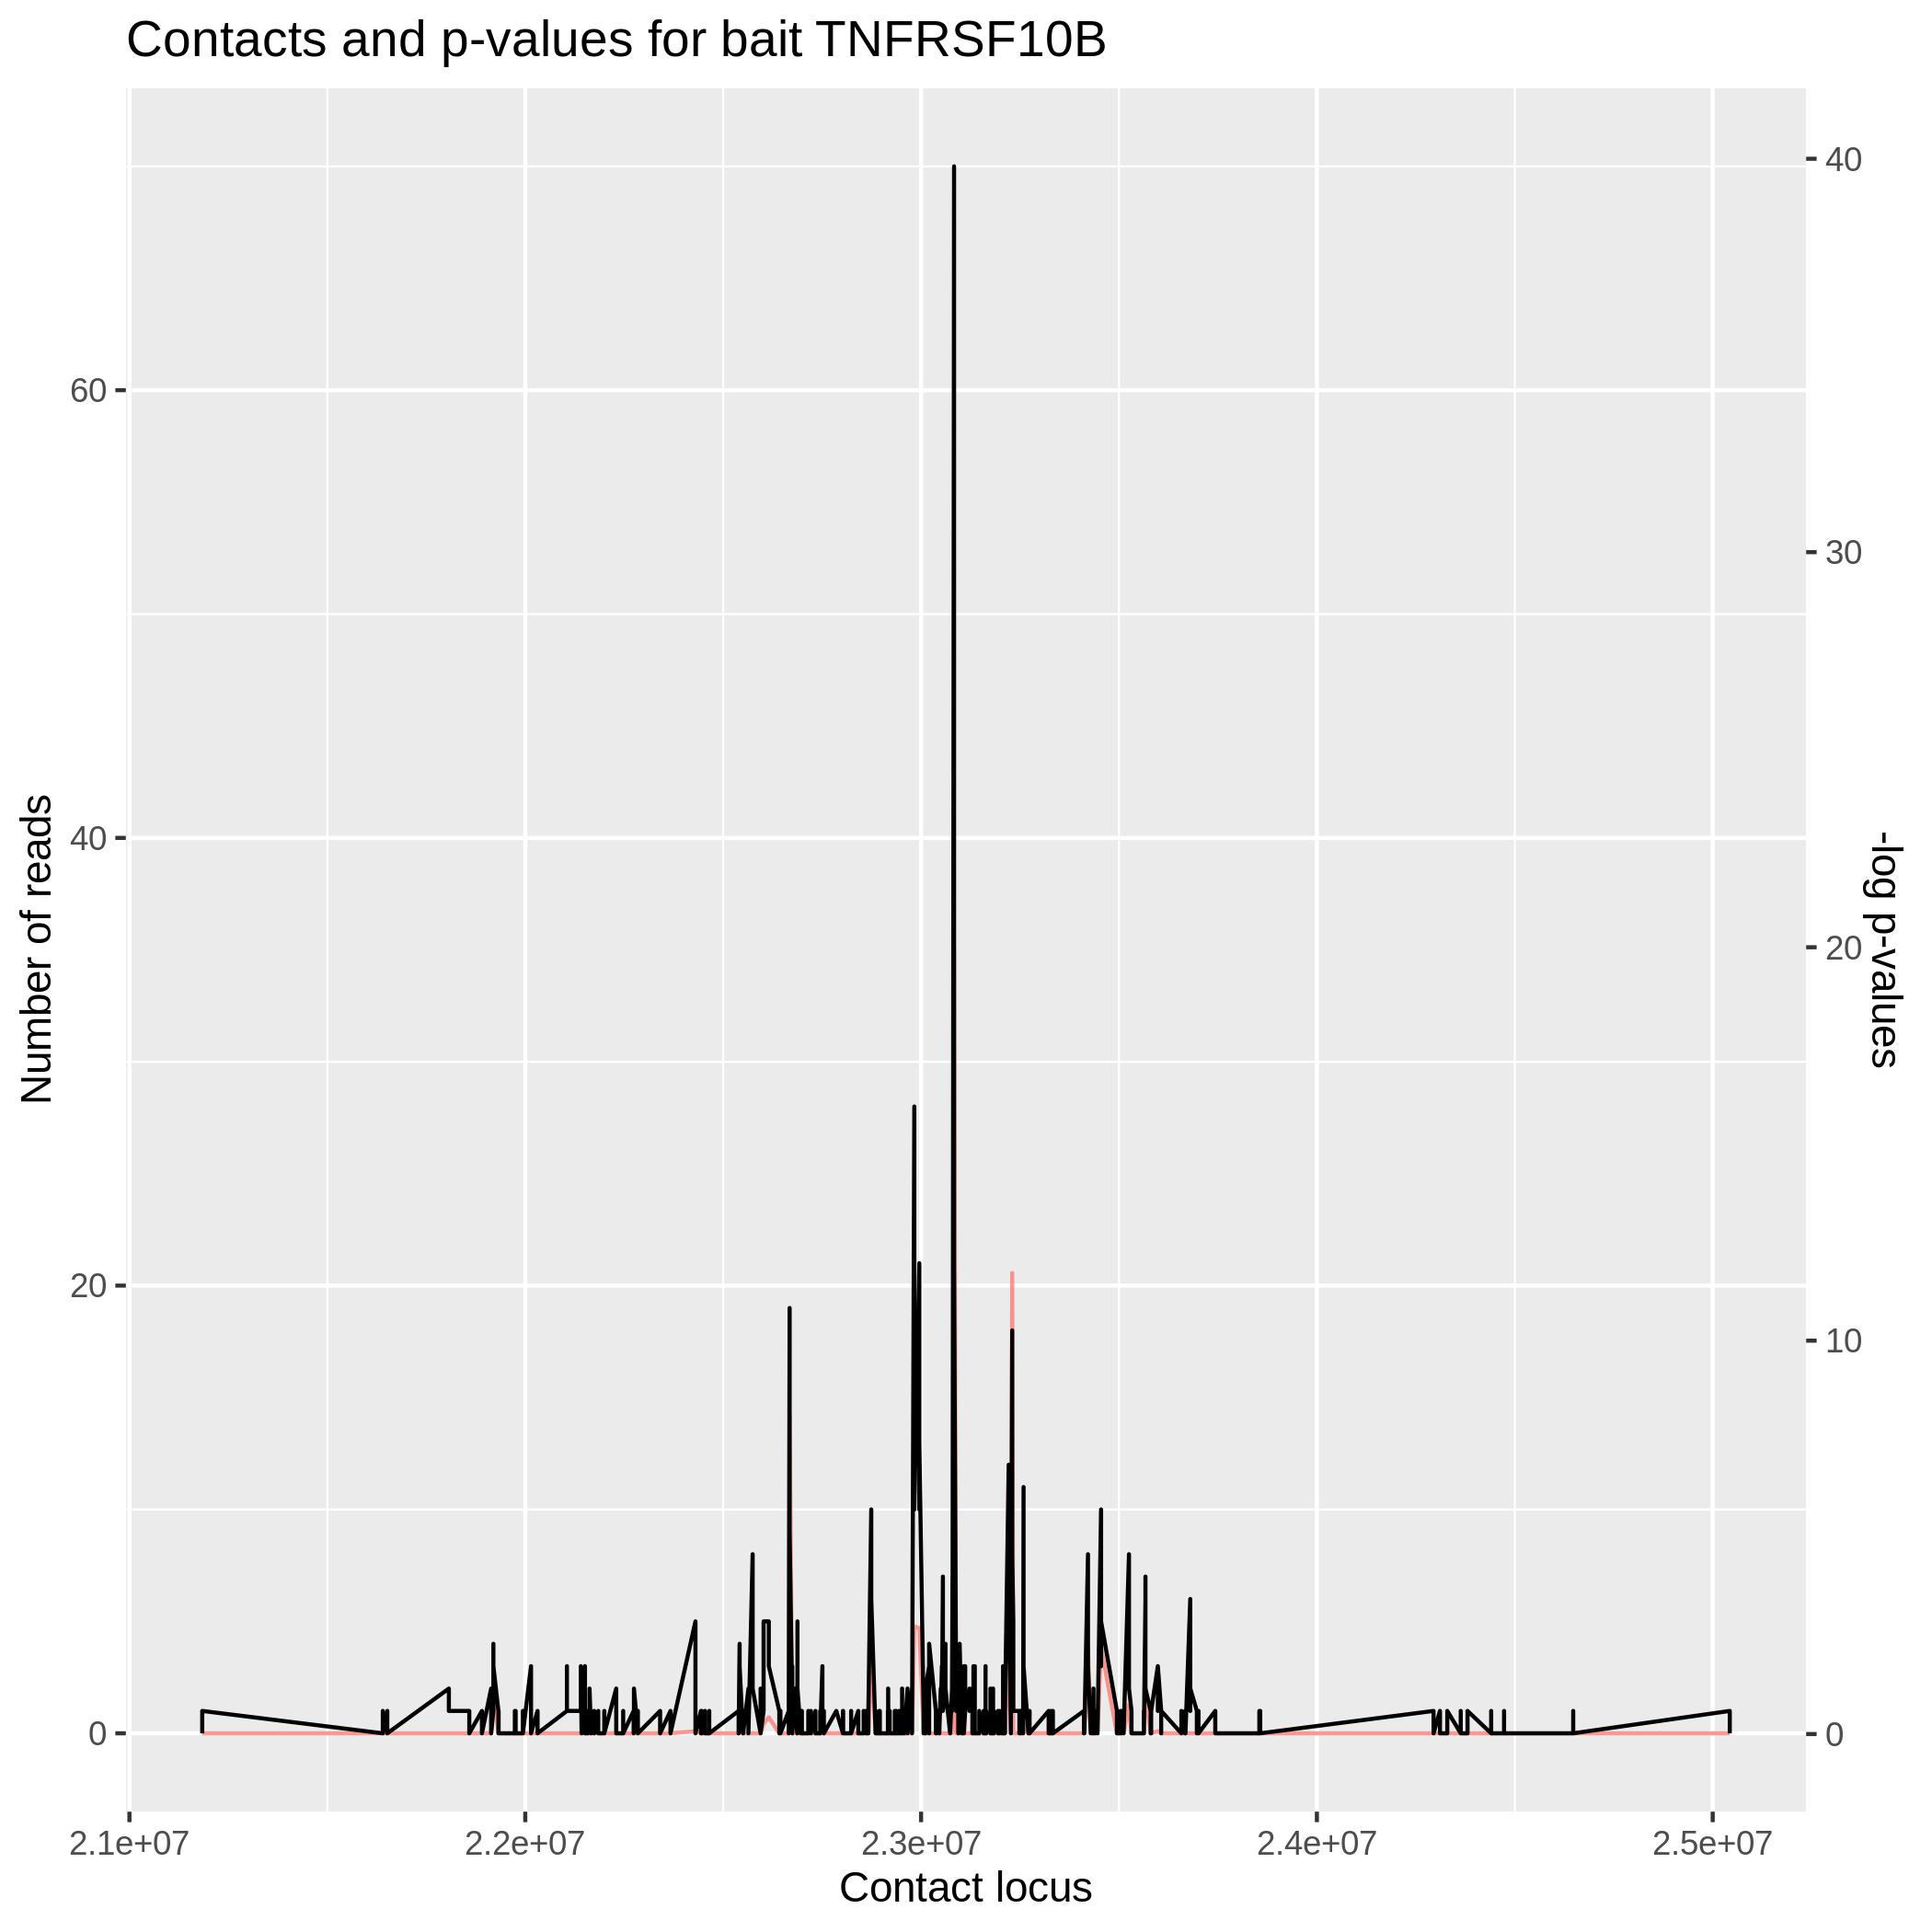 Contacts and p-values for bait TNFRSF10B
Number of reads
60
40
20
0
40
30
20
10
0
-log p-values
2.1e+07
2.2e+07
2.3e+07
2.4e+07
2.5e+07
Contact locus